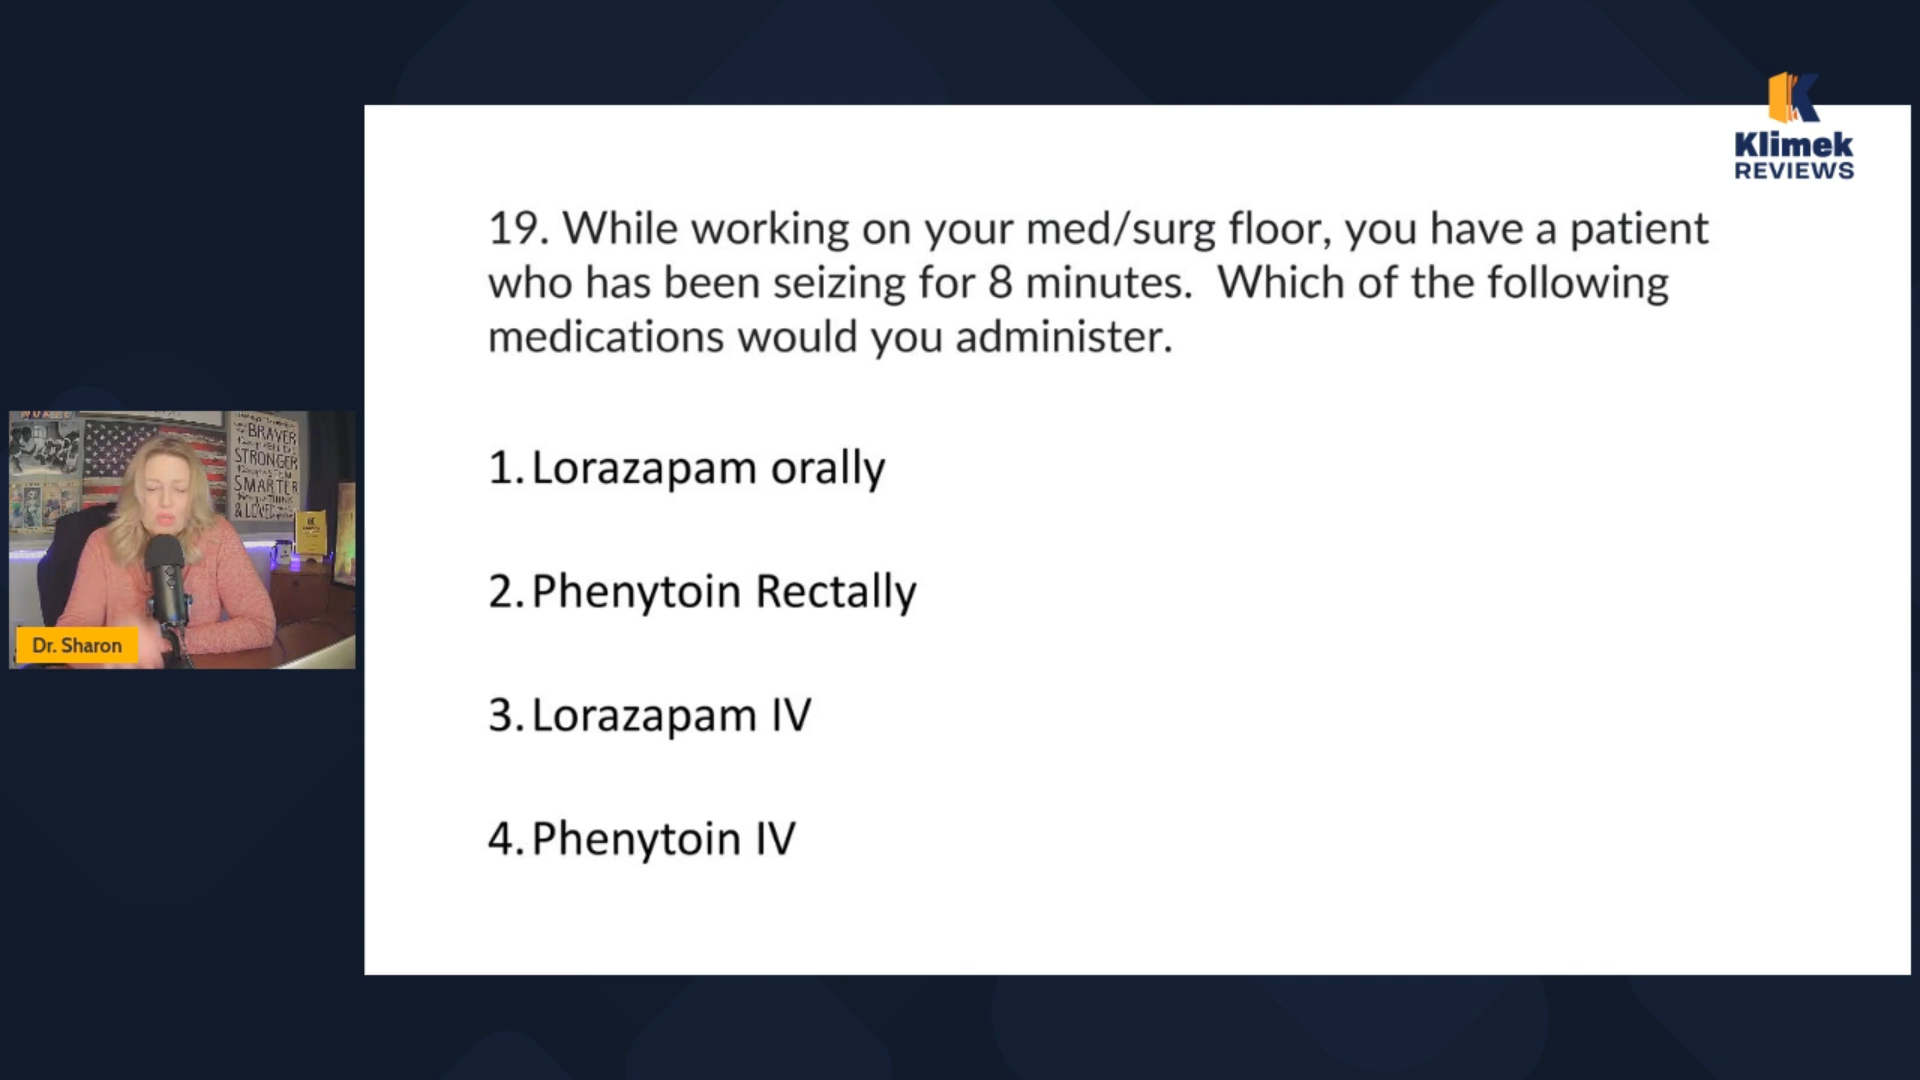 Klimek
REVIEWS
19. While working on your med/surg floor, you have a patient
who has been seizing for 8 minutes. Which of the following
medications would you administer.
1. Lorazapam orally
2. Phenytoin Rectally
3. Lorazapam IV
4. Phenytoin IV
BRAVER
STRONGER
SMARTER
& LOVED
Dr. Sharon